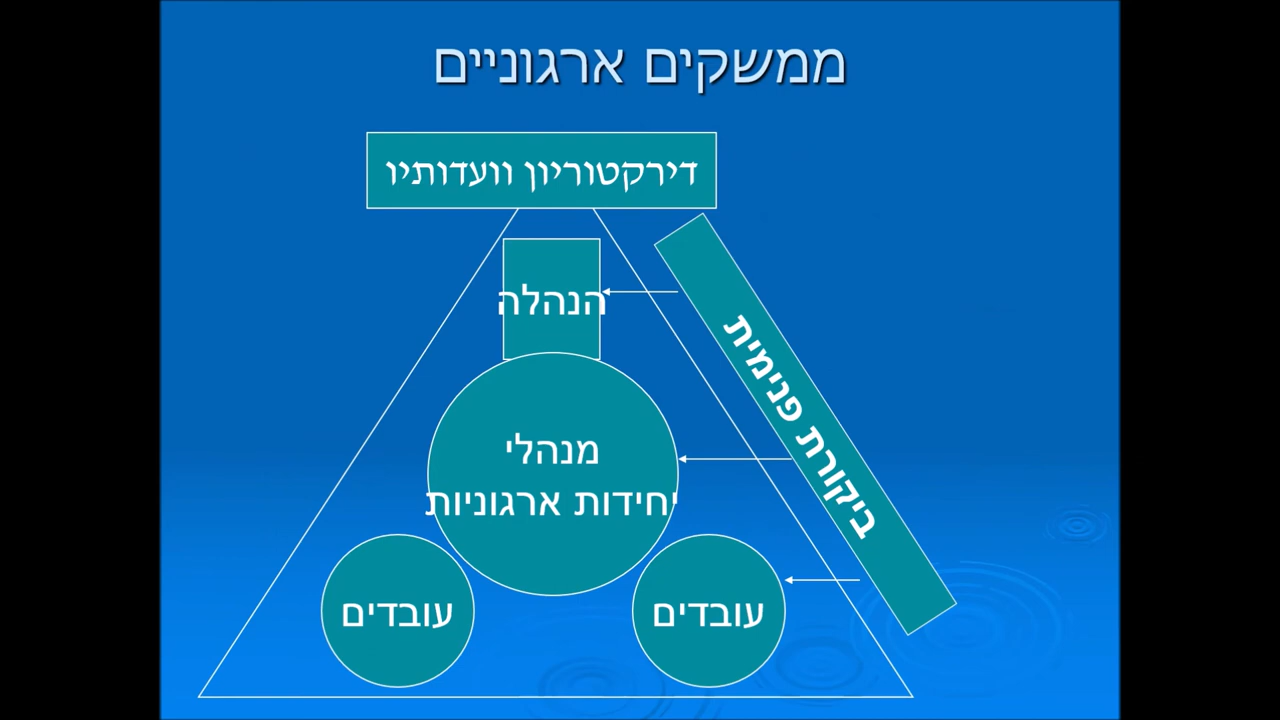 ממשקים ארגוניים
דירקטוריון וועדותיו
הנהלה
ביקורת פנימית
מנהלי
יחידות ארגוניות
עובדים
עובדים